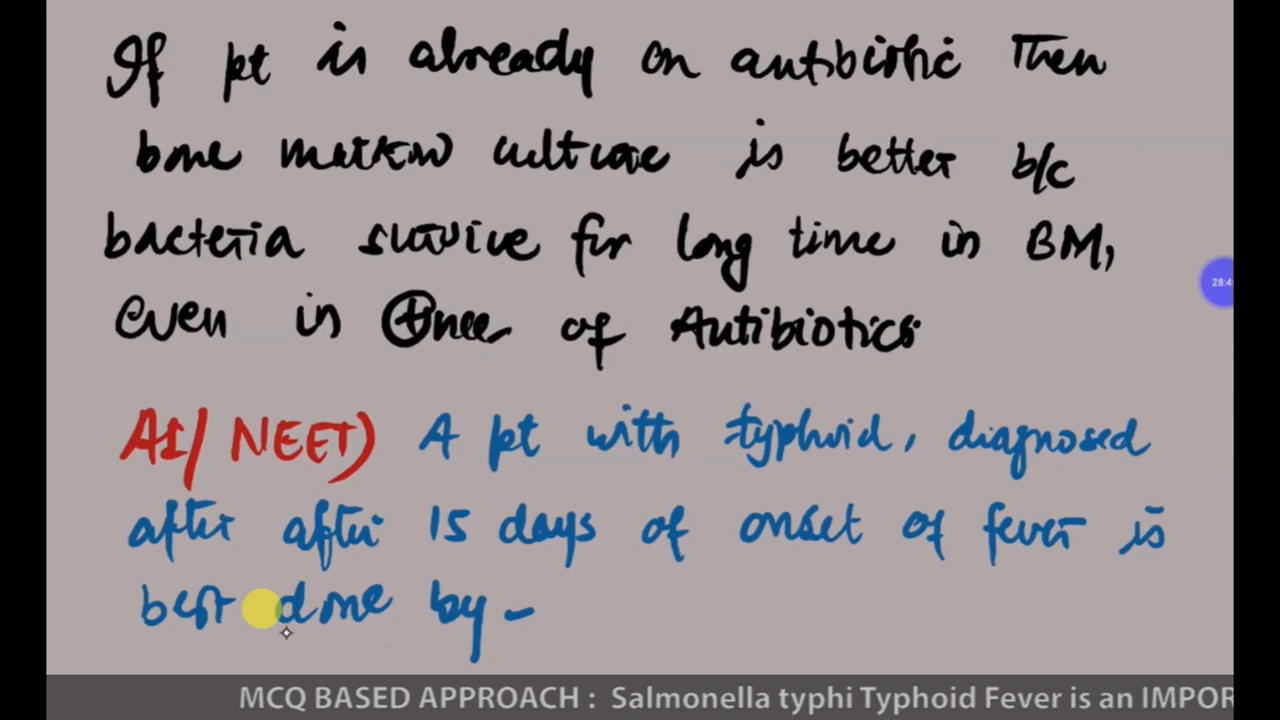 If pt is already on antibiotic Then
bone marrow culture is better b/c
bacteria survive for long time in BM,
even in ⊕nce of Antibiotics
28:4
AI/ NEET) A pt with typhoid, diagnosed
after after 15 days of onset of fever is
best done by -
MCQ BASED APPROACH : Salmonella typhi Typhoid Fever is an IMPOR